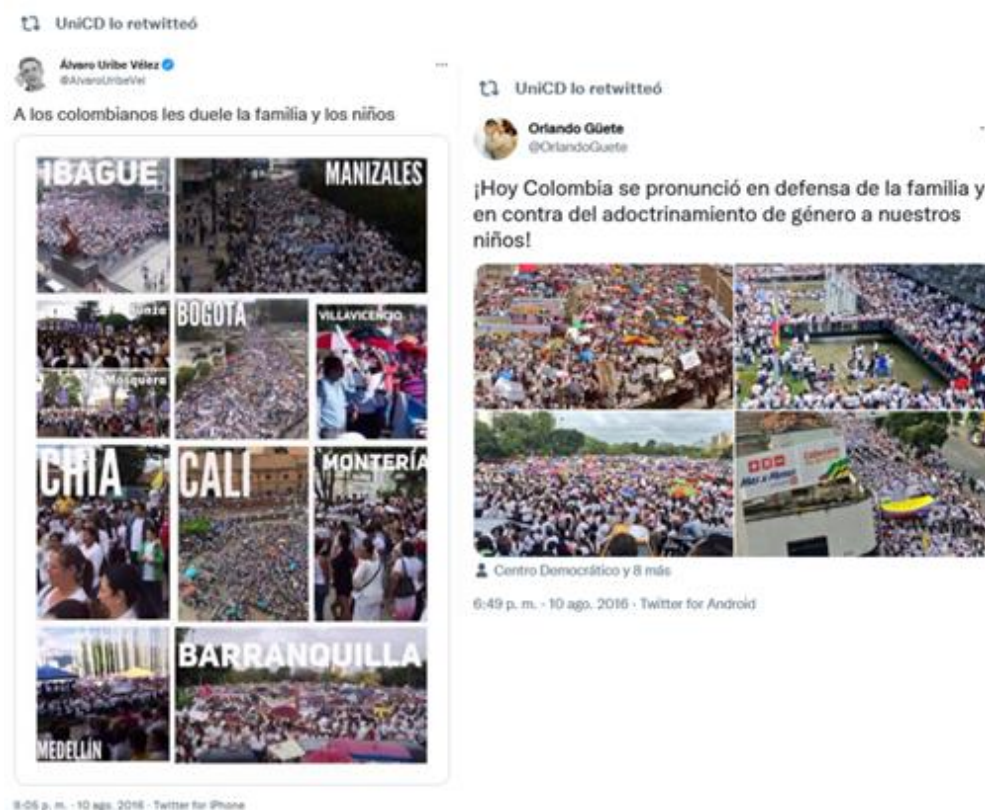 UniCD lo retwitteó
Álvaro Uribe Vélez
@AlvaroUribeVel
A los colombianos les duele la familia y los niños
IBAGUE
MANIZALES
BOGOTA
VILLAVICENCIO
Mosquera
CHIA
CALI
MONTERÍA
MEDELLÍN
BARRANQUILLA
8:05 p. m. · 10 ago. 2016 · Twitter for iPhone
UniCD lo retwitteó
Orlando Güete
@OrlandoGuete
¡Hoy Colombia se pronunció en defensa de la familia y
en contra del adoctrinamiento de género a nuestros
niños!
Centro Democrático y 8 más
6:49 p. m. · 10 ago. 2016 · Twitter for Android